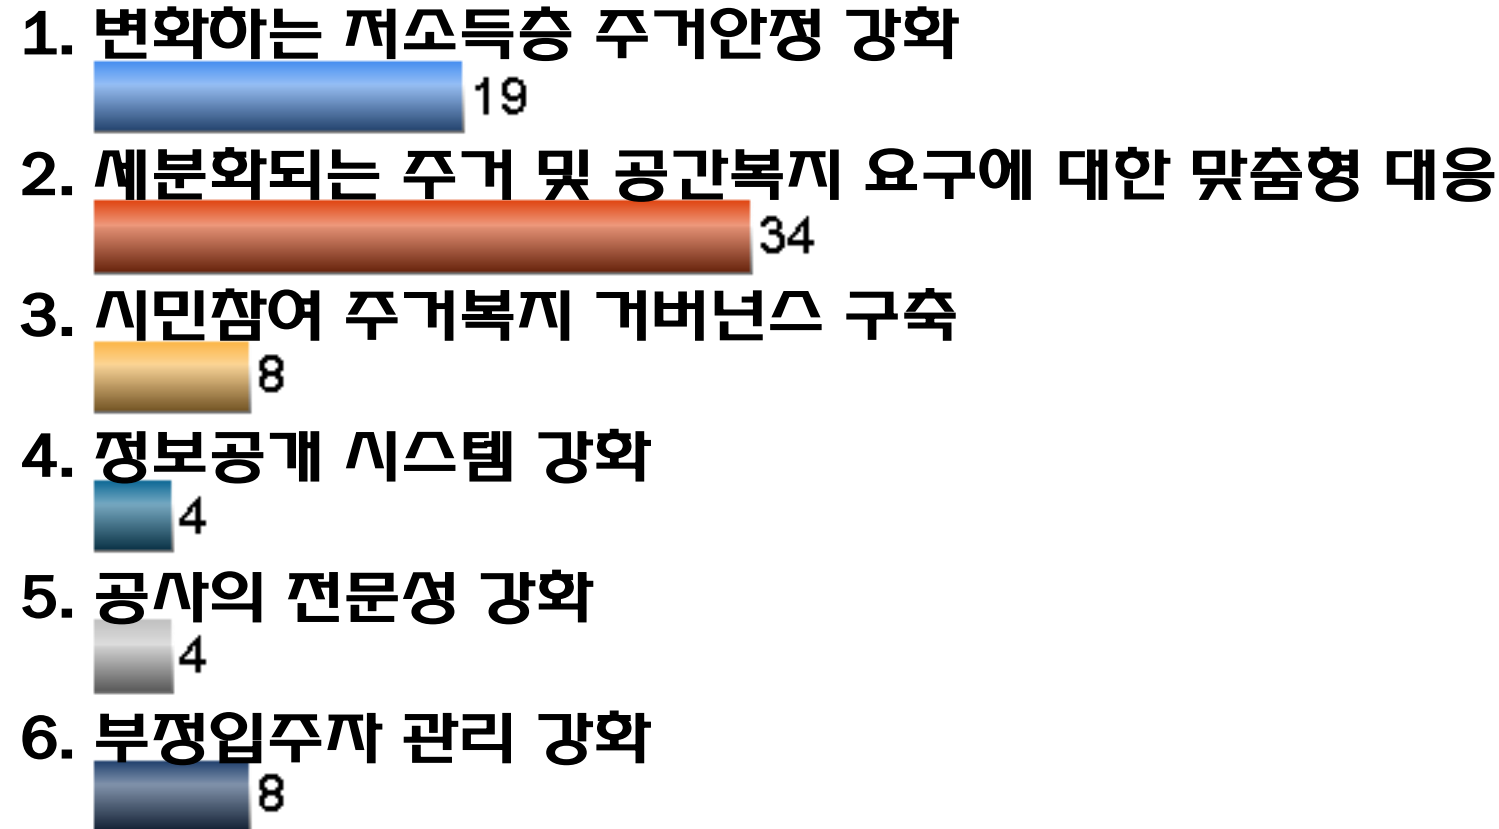 1. 변화하는 저소득층 주거안정 강화
19
2. 세분화되는 주거 및 공간복지 요구에 대한 맞춤형 대응
34
3. 시민참여 주거복지 거버넌스 구축
8
4. 정보공개 시스템 강화
4
5. 공사의 전문성 강화
4
6. 부정입주자 관리 강화
8